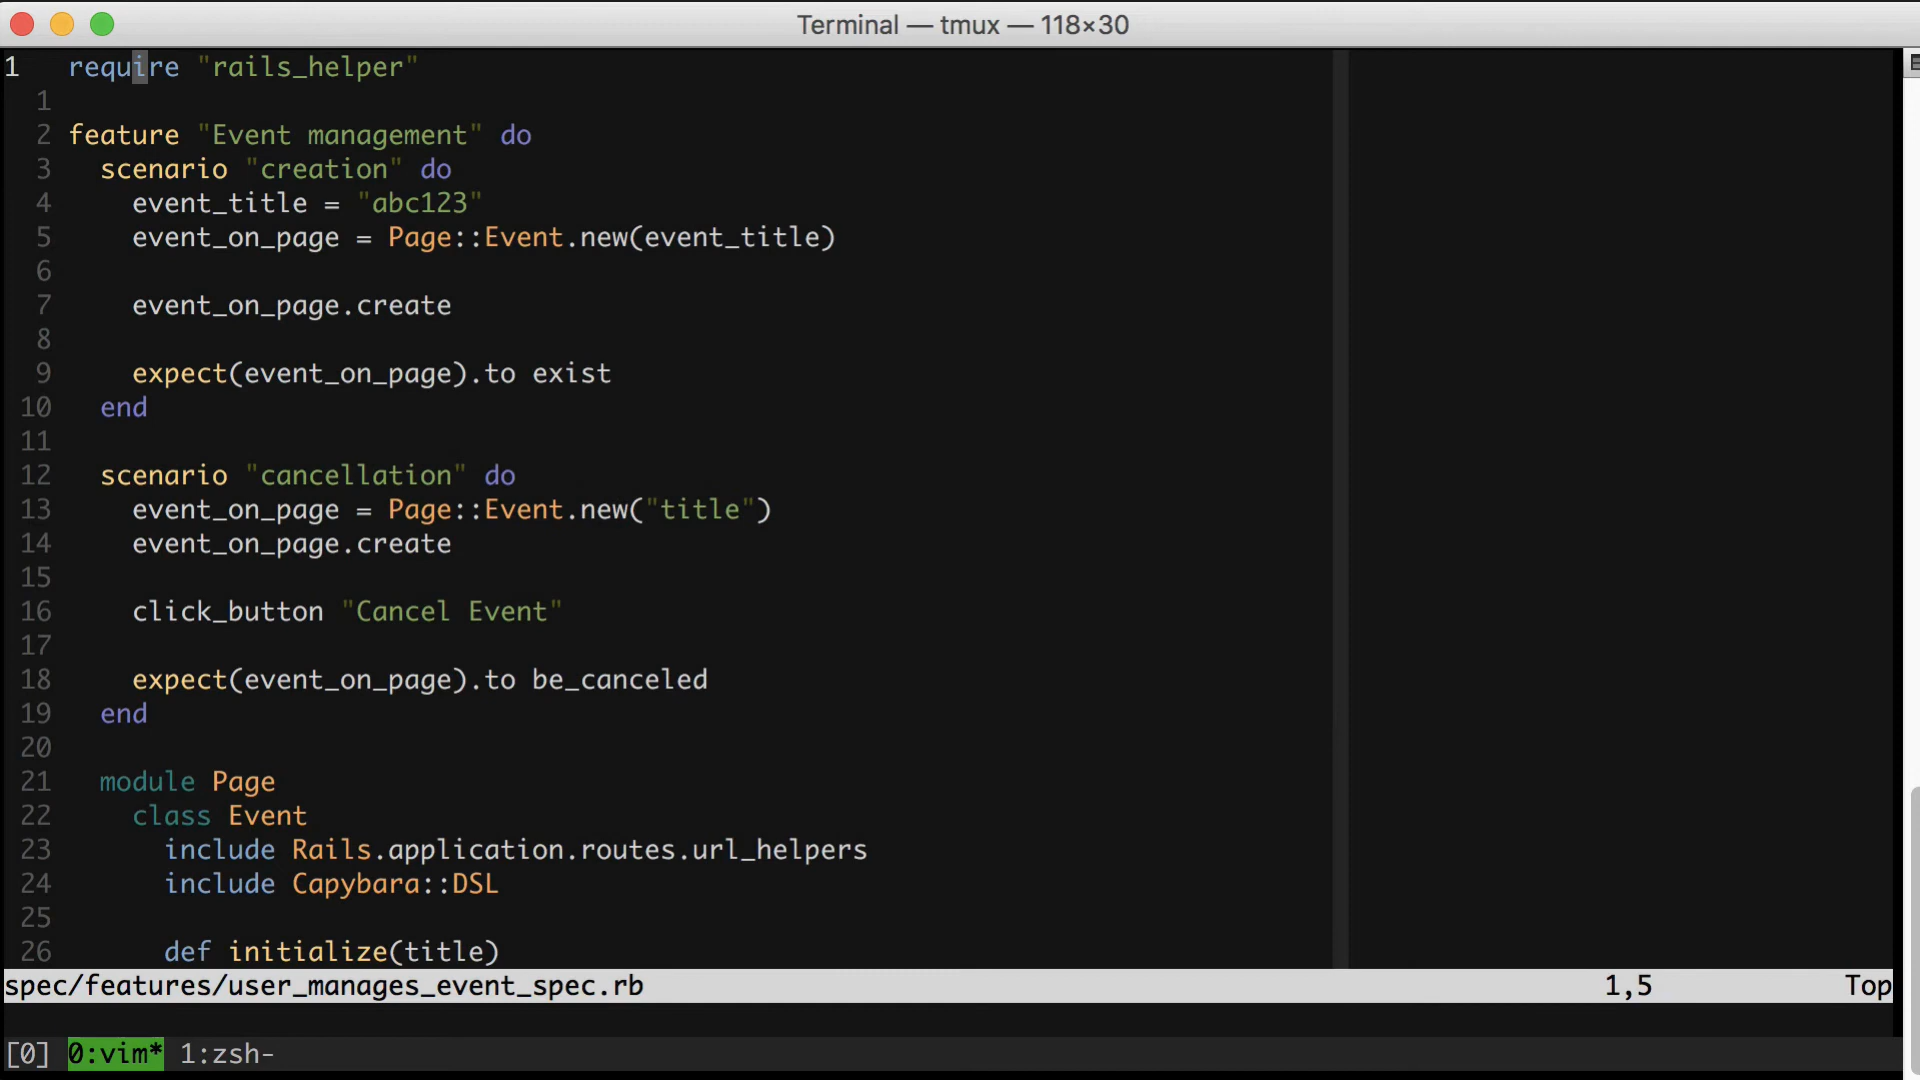 Terminal — tmux — 118×30
1   require "rails_helper"
  1
  2 feature "Event management" do
  3   scenario "creation" do
  4     event_title = "abc123"
  5     event_on_page = Page::Event.new(event_title)
  6
  7     event_on_page.create
  8
  9     expect(event_on_page).to exist
 10   end
 11
 12   scenario "cancellation" do
 13     event_on_page = Page::Event.new("title")
 14     event_on_page.create
 15
 16     click_button "Cancel Event"
 17
 18     expect(event_on_page).to be_canceled
 19   end
 20
 21   module Page
 22     class Event
 23       include Rails.application.routes.url_helpers
 24       include Capybara::DSL
 25
 26       def initialize(title)
spec/features/user_manages_event_spec.rb 1,5 Top
[0] 0:vim* 1:zsh-